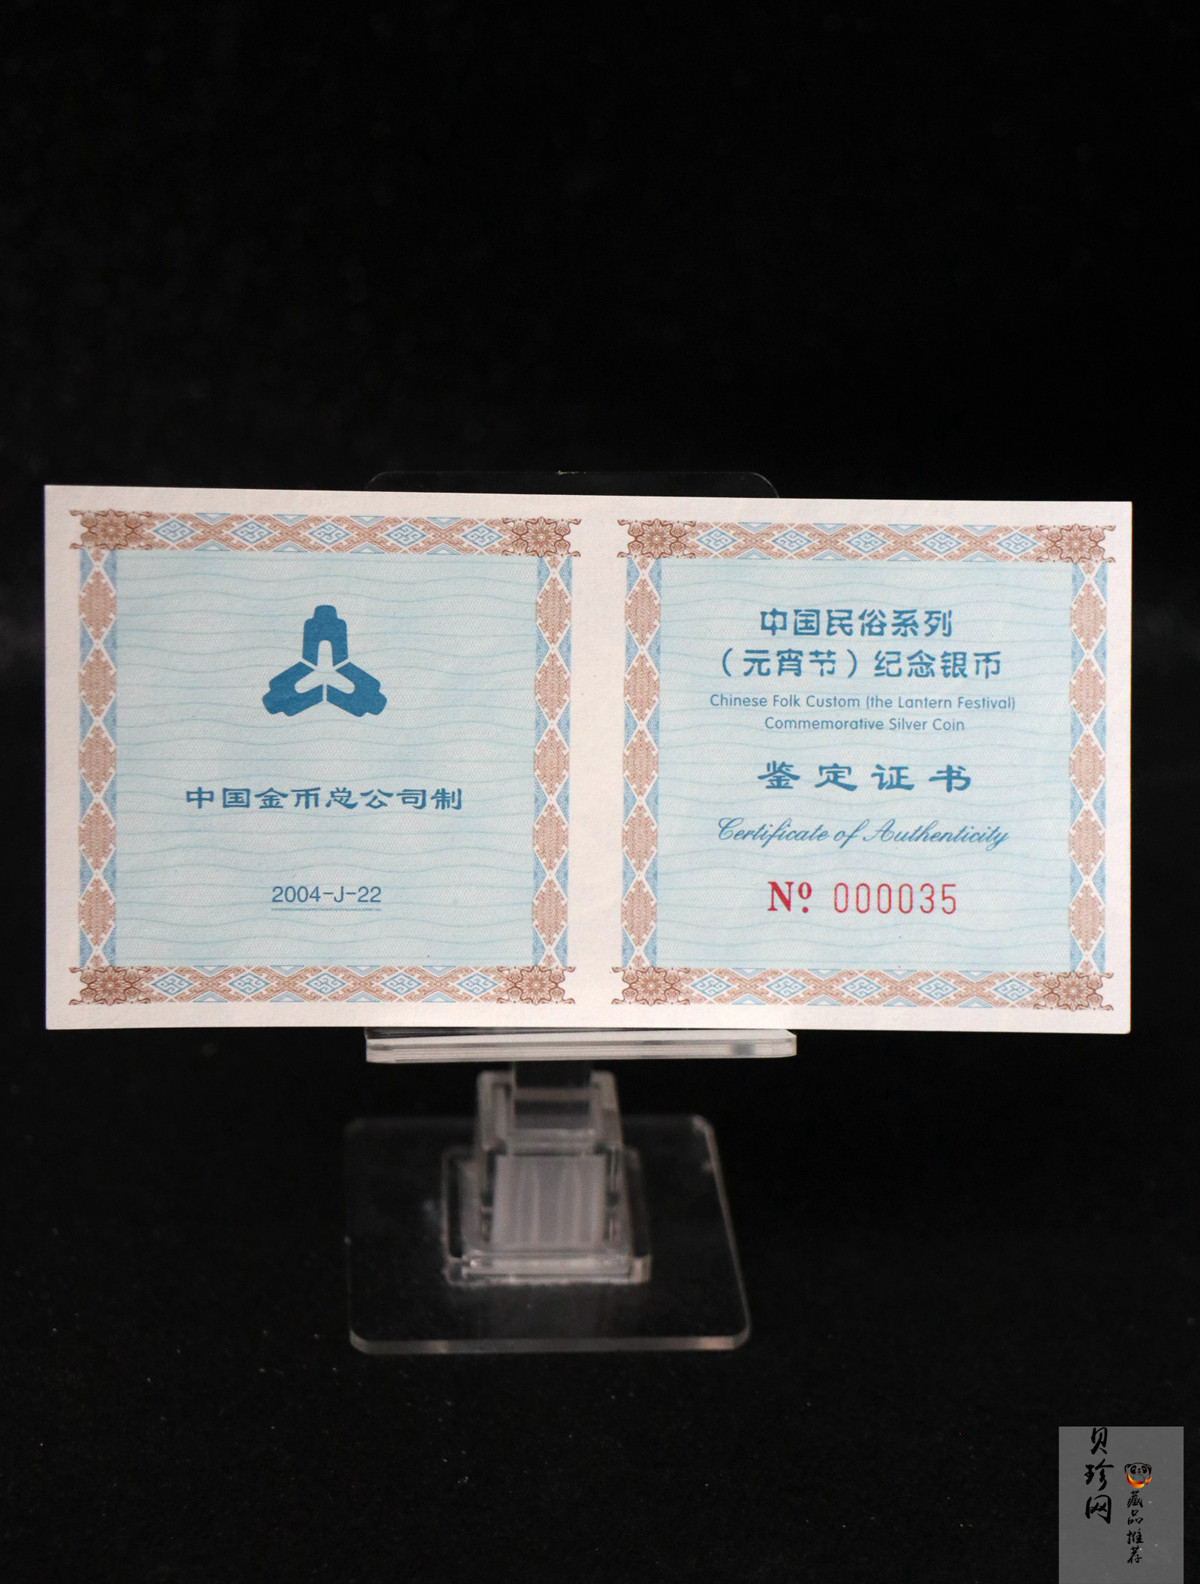 中国金币总公司制
2004-J-22
中国民俗系列
（元宵节）纪念银币
Chinese Folk Custom (the Lantern Festival)
Commemorative Silver Coin
鉴定证书
Certificate of Authenticity
Nº 000035
贝珍网
藏品推荐